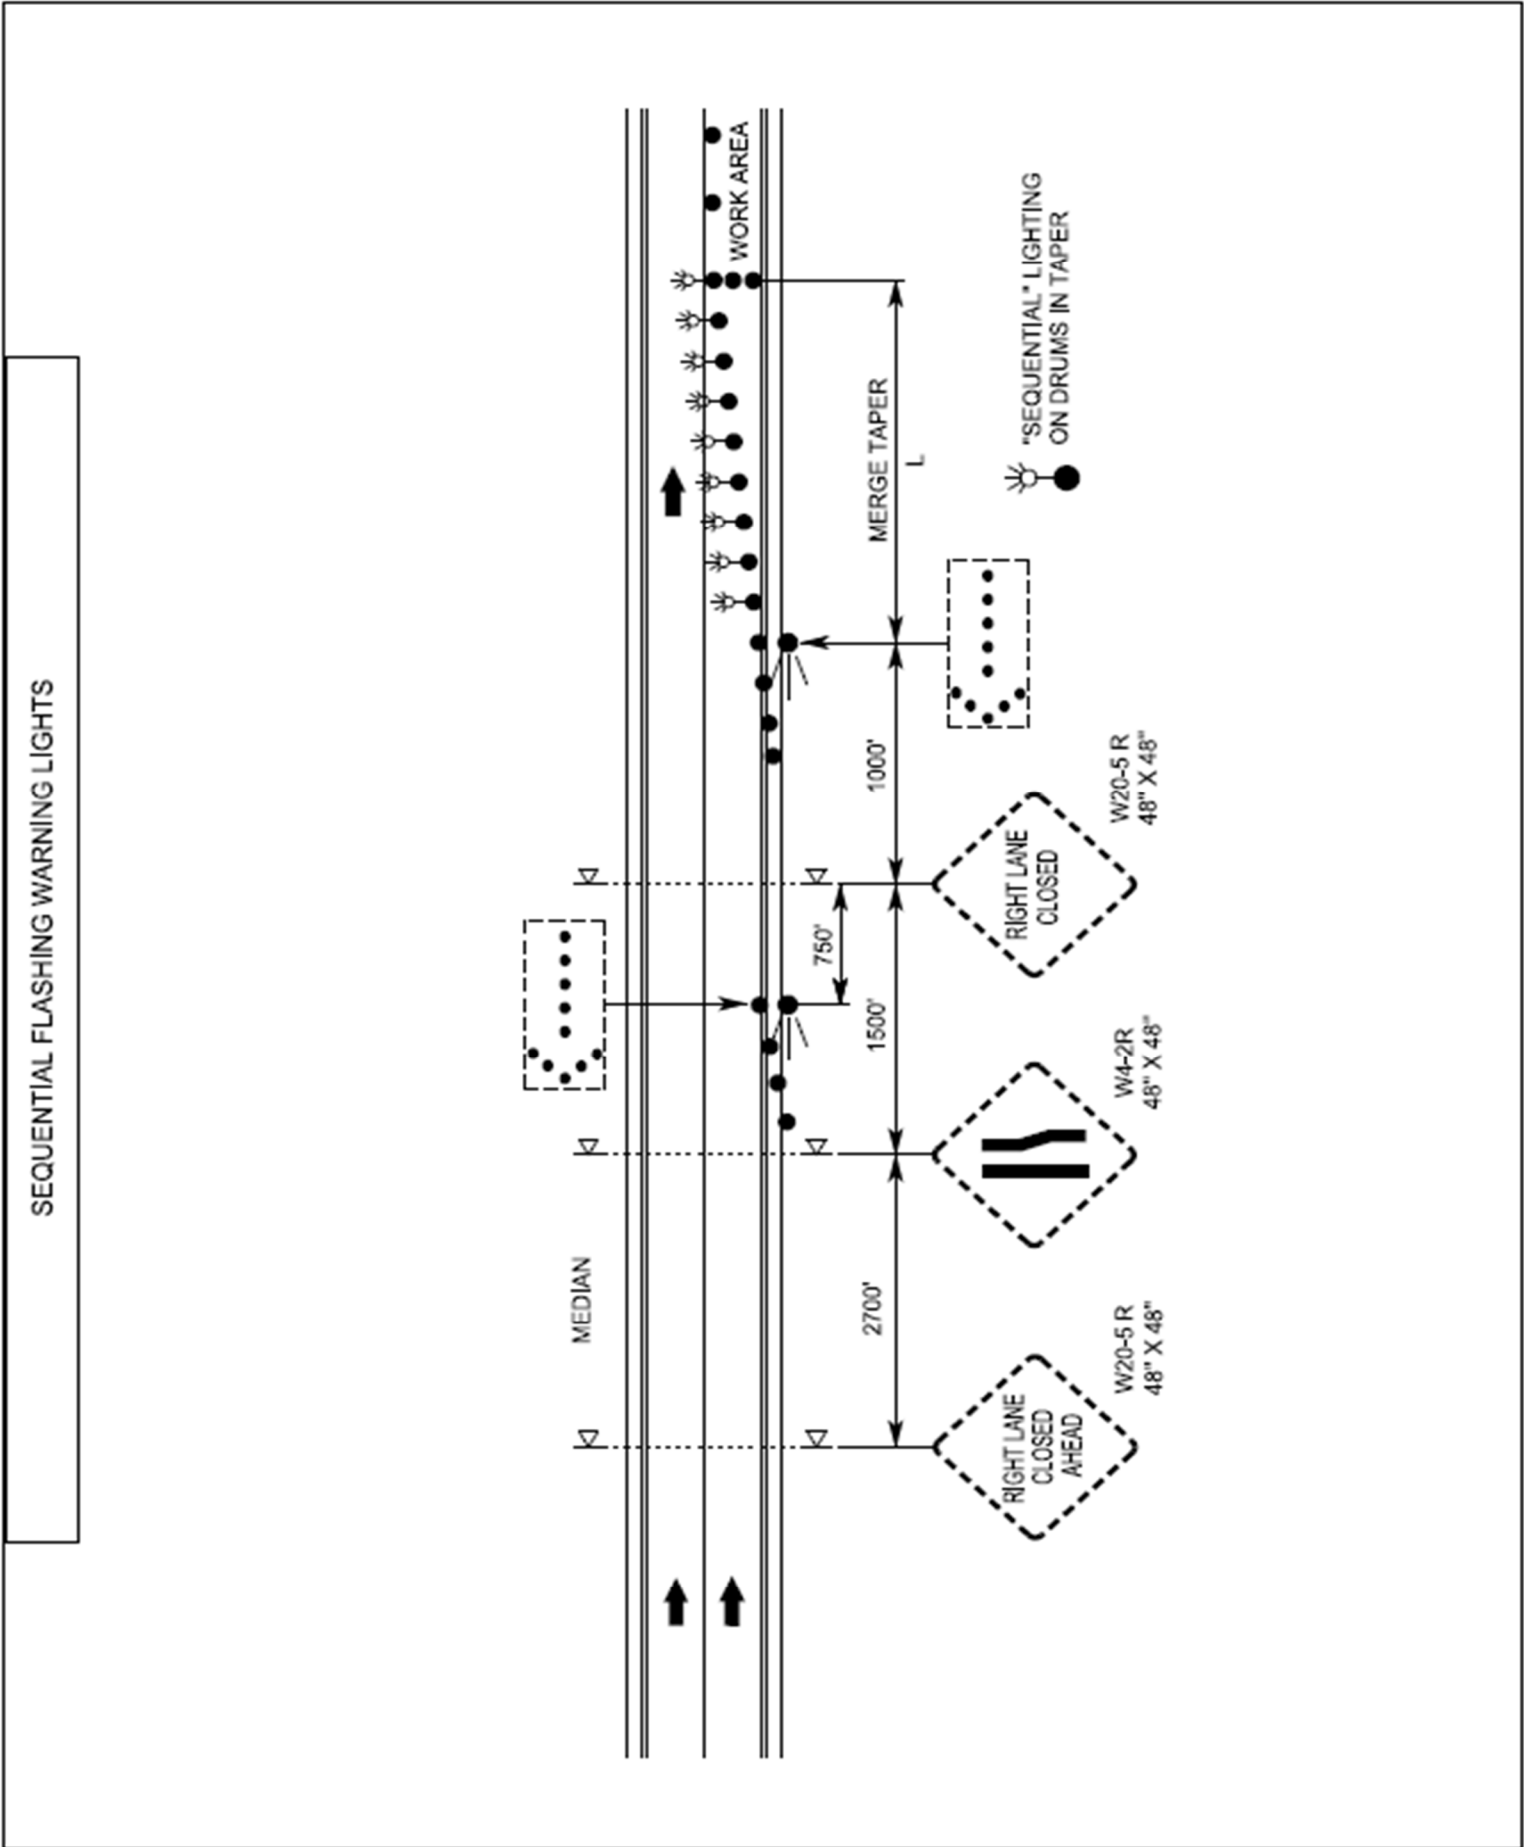 SEQUENTIAL FLASHING WARNING LIGHTS
MEDIAN
WORK AREA
MERGE TAPER
L
1000'
750'
1500'
2700'
"SEQUENTIAL" LIGHTING
ON DRUMS IN TAPER
RIGHT LANE
CLOSED
W20-5 R
48" X 48"
W4-2R
48" X 48"
RIGHT LANE
CLOSED
AHEAD
W20-5 R
48" X 48"